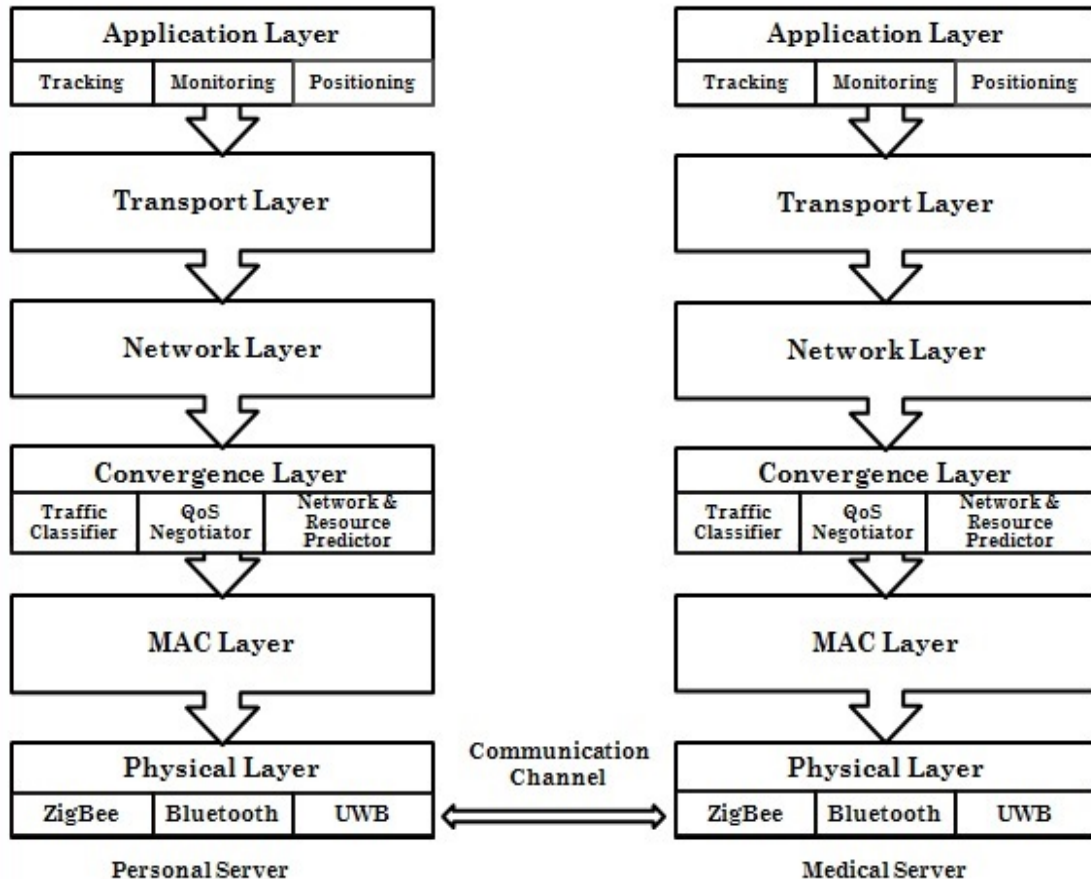 Application Layer
Tracking Monitoring Positioning
Transport Layer
Network Layer
Convergence Layer
Traffic Classifier
QoS Negotiator
Network & Resource Predictor
MAC Layer
Physical Layer
ZigBee Bluetooth UWB
Personal Server
Communication
Channel
Application Layer
Tracking Monitoring Positioning
Transport Layer
Network Layer
Convergence Layer
Traffic Classifier
QoS Negotiator
Network & Resource Predictor
MAC Layer
Physical Layer
ZigBee Bluetooth UWB
Medical Server